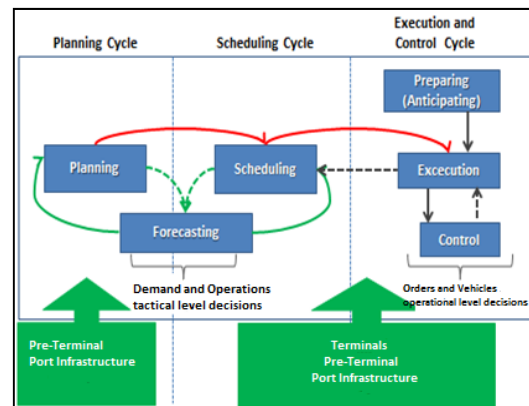 Planning Cycle
Scheduling Cycle
Execution and
Control Cycle
Preparing
(Anticipating)
Planning
Scheduling
Excecution
Forecasting
Control
Demand and Operations
tactical level decisions
Orders and Vehicles
operational level decisions
Pre-Terminal
Port Infrastructure
Terminals
Pre-Terminal
Port Infrastructure